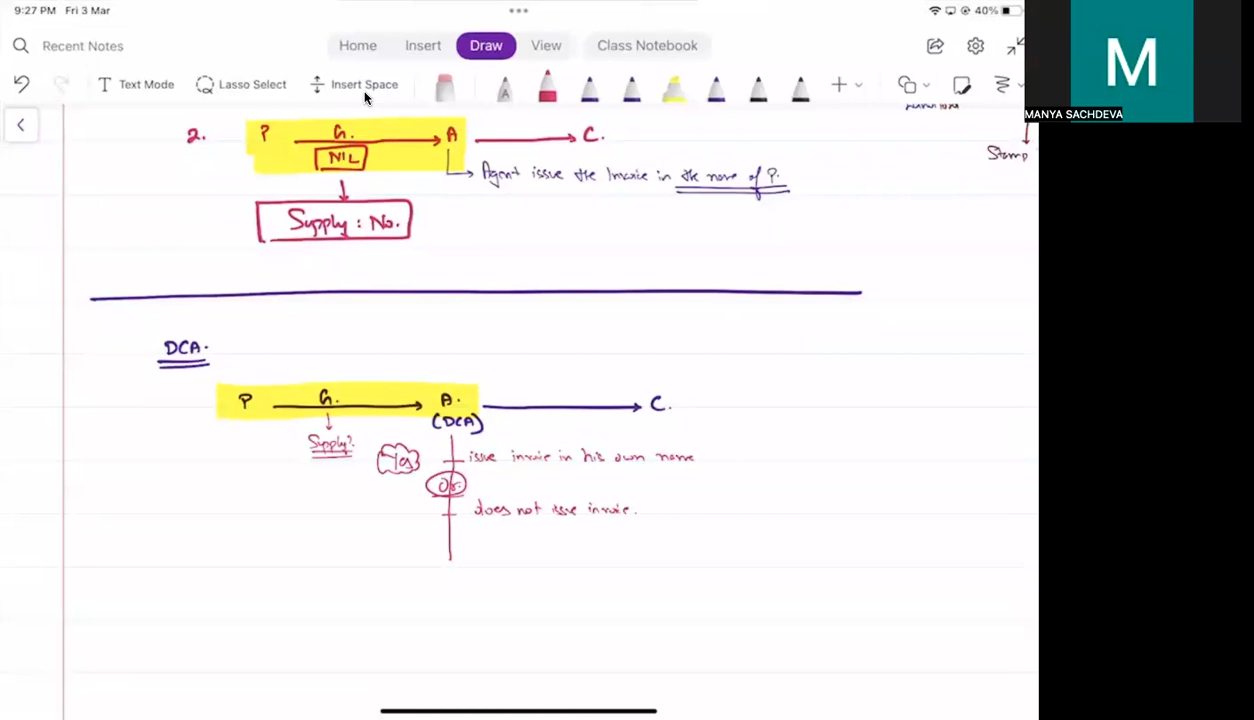 9:27 PM Fri 3 Mar
40%
Recent Notes
Home Insert Draw View Class Notebook
Text Mode Lasso Select Insert Space
M
MANYA SACHDEVA
2. P G. A C.
NIL
Stamp
Agent issue the Invoice in the name of P.
Supply : No.
DCA.
P G. A. C.
(DCA)
Supply?
Yes
issue invoice in his own name
Or.
does not issue invoice.